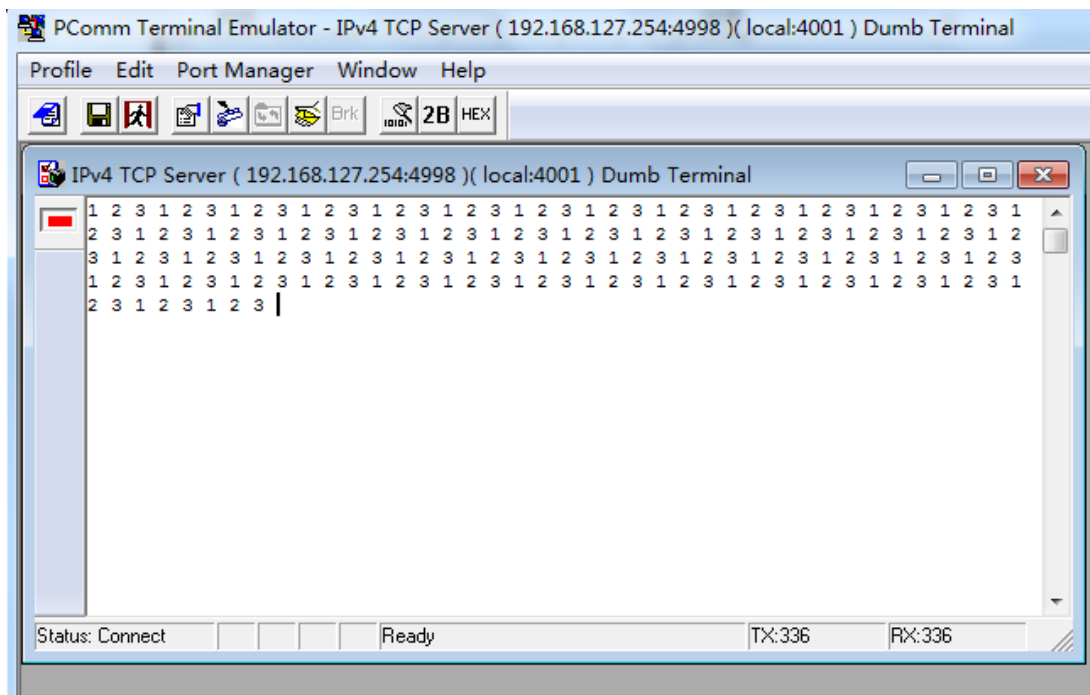 PComm Terminal Emulator - IPv4 TCP Server ( 192.168.127.254:4998 )( local:4001 ) Dumb Terminal
Profile Edit Port Manager Window Help
Brk 2B HEX
IPv4 TCP Server ( 192.168.127.254:4998 )( local:4001 ) Dumb Terminal
1 2 3 1 2 3 1 2 3 1 2 3 1 2 3 1 2 3 1 2 3 1 2 3 1 2 3 1 2 3 1 2 3 1 2 3 1 2 3 1
2 3 1 2 3 1 2 3 1 2 3 1 2 3 1 2 3 1 2 3 1 2 3 1 2 3 1 2 3 1 2 3 1 2 3 1 2 3 1 2
3 1 2 3 1 2 3 1 2 3 1 2 3 1 2 3 1 2 3 1 2 3 1 2 3 1 2 3 1 2 3 1 2 3 1 2 3 1 2 3
1 2 3 1 2 3 1 2 3 1 2 3 1 2 3 1 2 3 1 2 3 1 2 3 1 2 3 1 2 3 1 2 3 1 2 3 1 2 3 1
2 3 1 2 3 1 2 3
Status: Connect Ready TX:336 RX:336